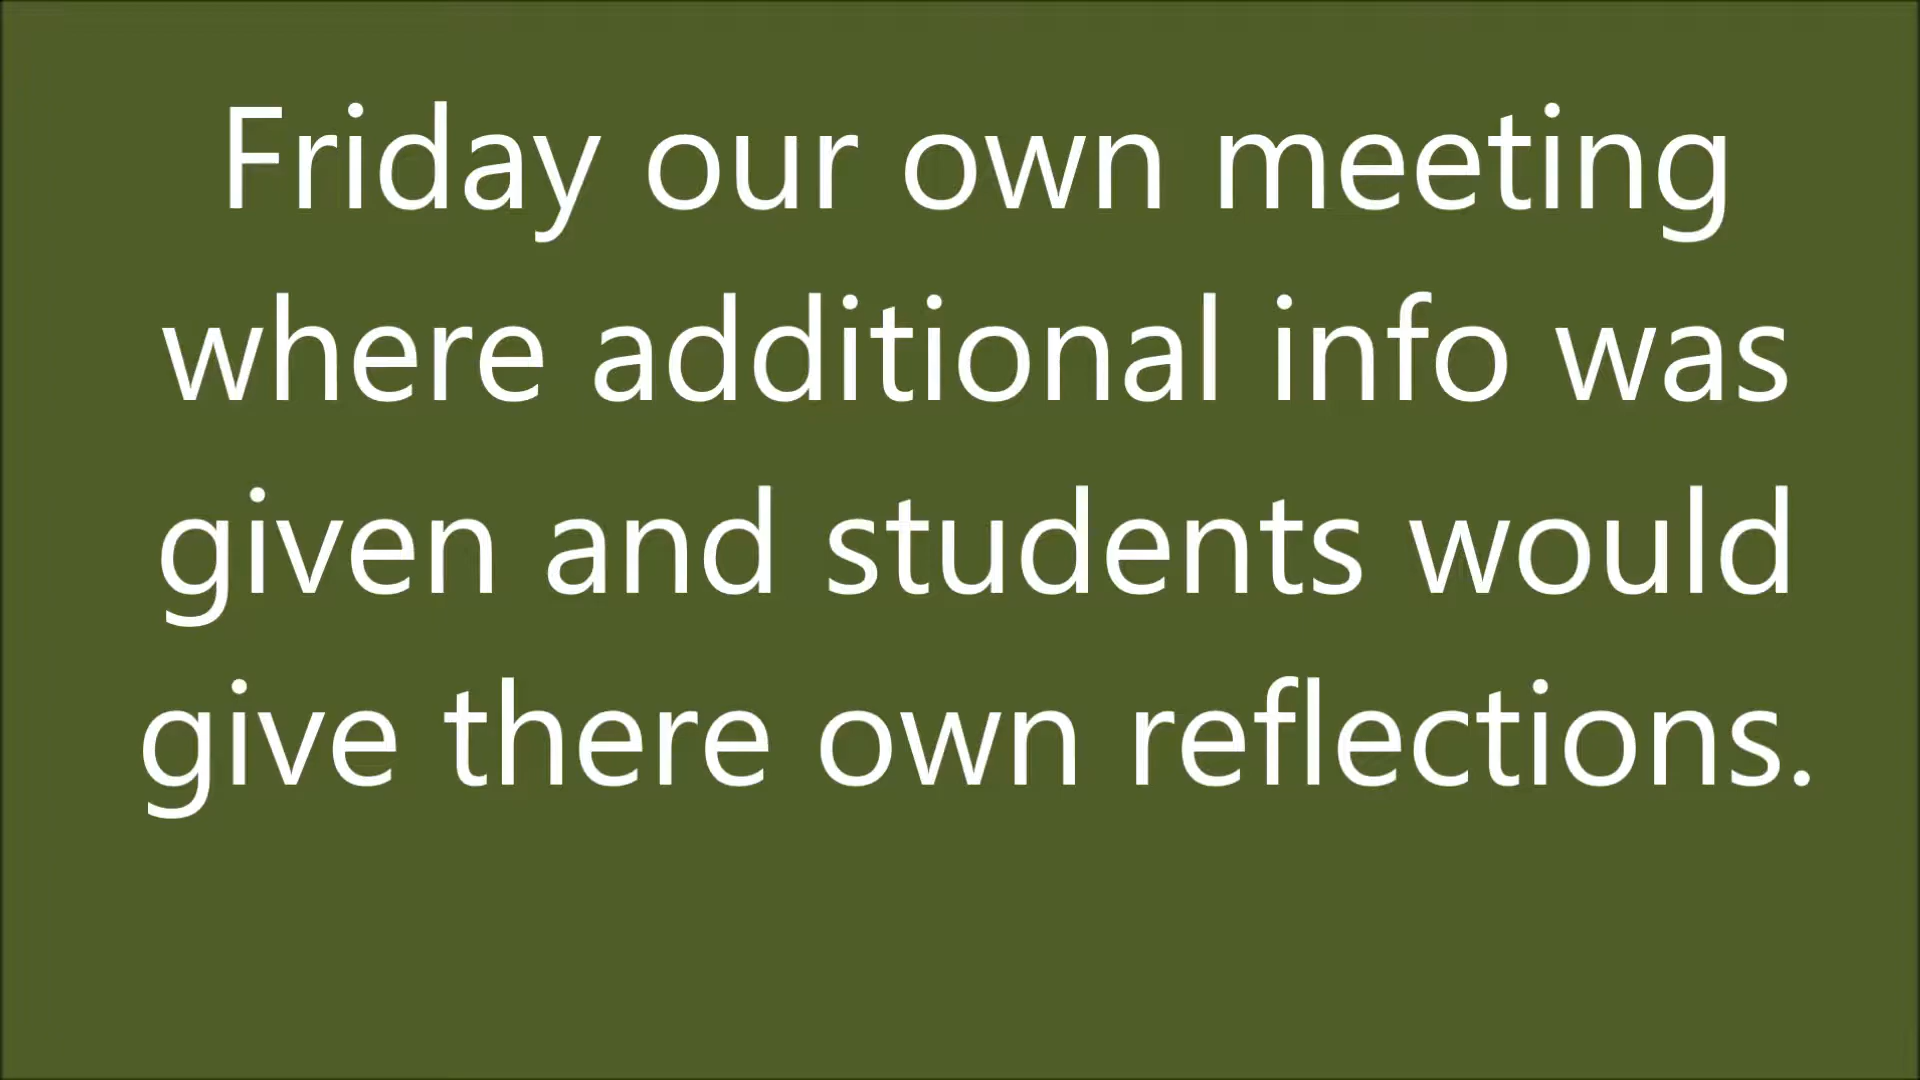 Friday our own meeting
where additional info was
given and students would
give there own reflections.